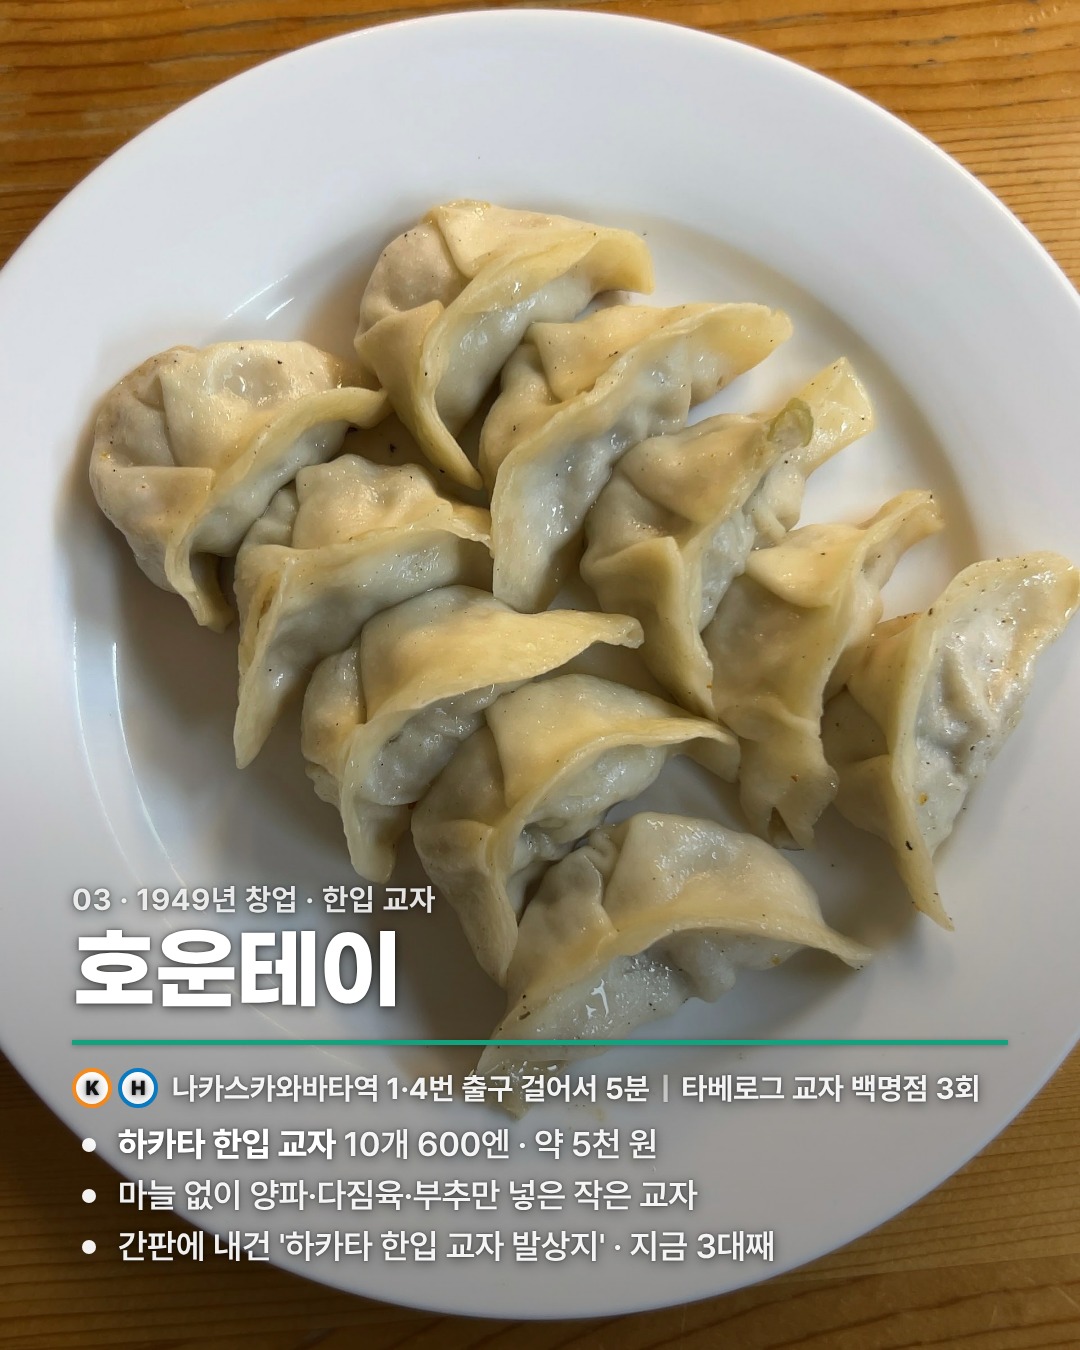 03 · 1949년 창업 · 한입 교자
호운테이
K H 나카스카와바타역 1·4번 출구 걸어서 5분 | 타베로그 교자 백명점 3회
• 하카타 한입 교자 10개 600엔 · 약 5천 원
• 마늘 없이 양파·다짐육·부추만 넣은 작은 교자
• 간판에 내건 '하카타 한입 교자 발상지' · 지금 3대째